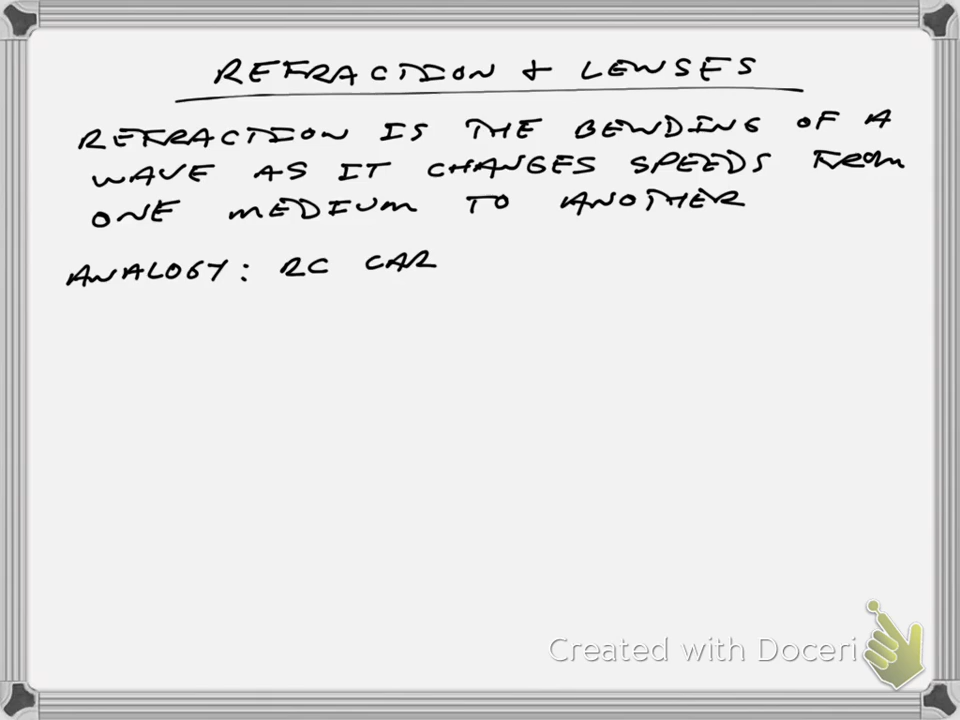 REFRACTION + LENSES
REFRACTION IS THE BENDING OF A
WAVE AS IT CHANGES SPEEDS FROM
ONE MEDIUM TO ANOTHER
ANALOGY: RC CAR
Created with Doceri